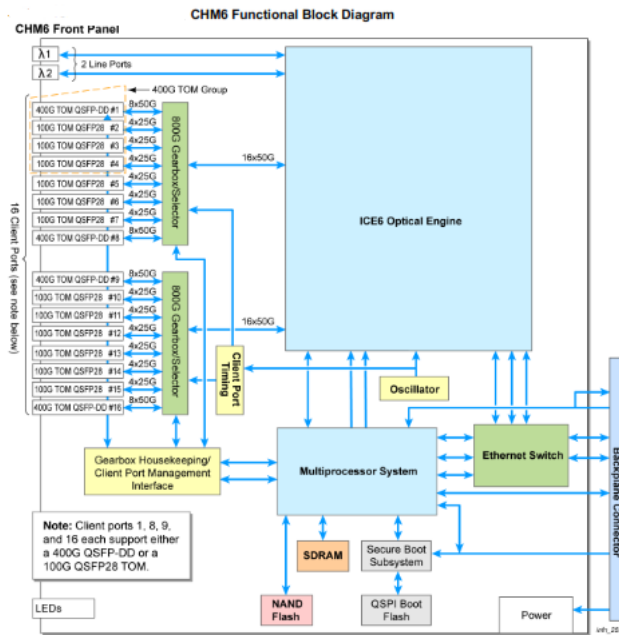 CHM6 Functional Block Diagram
CHM6 Front Panel
λ1
λ2
2 Line Ports
400G TOM Group
400G TOM QSFP-DD #1
8x50G
100G TOM QSFP28 #2
4x25G
100G TOM QSFP28 #3
4x25G
100G TOM QSFP28 #4
4x25G
100G TOM QSFP28 #5
4x25G
100G TOM QSFP28 #6
4x25G
100G TOM QSFP28 #7
4x25G
400G TOM QSFP-DD #8
8x50G
800G Gearbox/Selector
16x50G
ICE6 Optical Engine
16 Client Ports (see note below)
400G TOM QSFP-DD #9
8x50G
100G TOM QSFP28 #10
4x25G
100G TOM QSFP28 #11
4x25G
100G TOM QSFP28 #12
4x25G
100G TOM QSFP28 #13
4x25G
100G TOM QSFP28 #14
4x25G
100G TOM QSFP28 #15
4x25G
400G TOM QSFP-DD #16
8x50G
800G Gearbox/Selector
16x50G
Client Port
Timing
Oscillator
Gearbox Housekeeping/
Client Port Management
Interface
Multiprocessor System
Ethernet Switch
Backplane Connector
Note: Client ports 1, 8, 9,
and 16 each support either
a 400G QSFP-DD or a
100G QSFP28 TOM.
SDRAM
Secure Boot
Subsystem
NAND
Flash
QSPI Boot
Flash
LEDs
Power